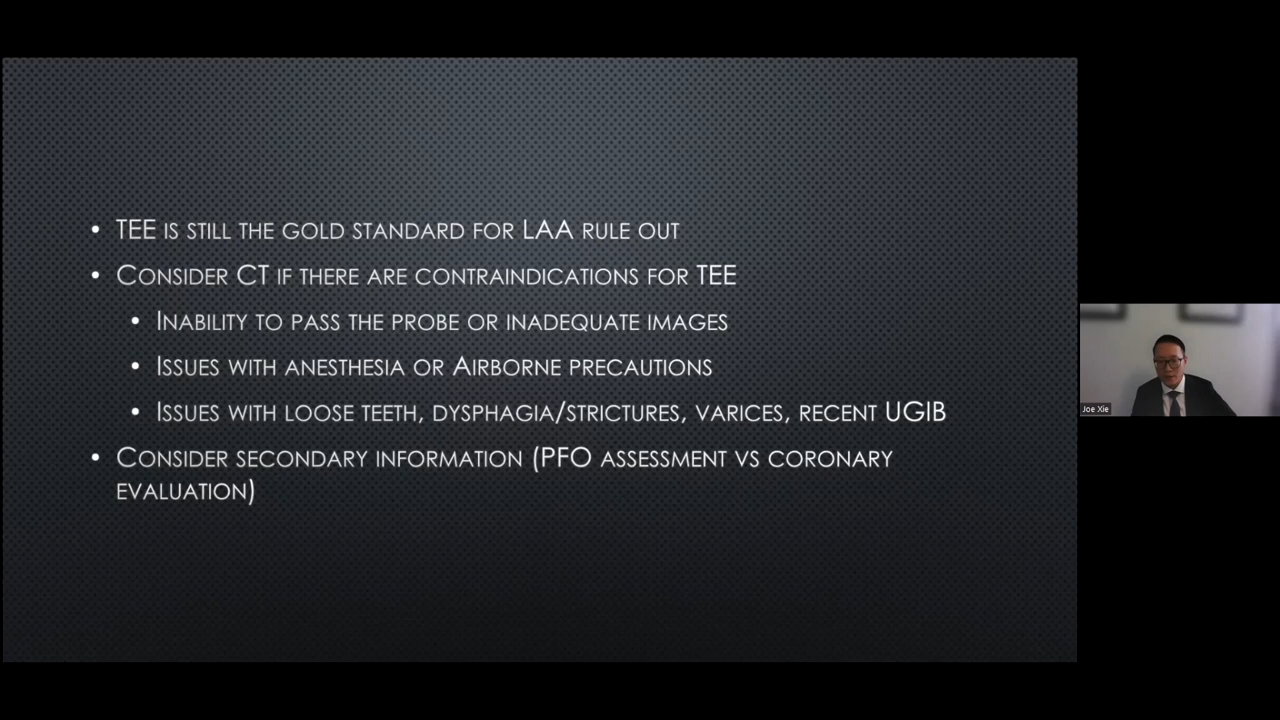 • TEE is still the gold standard for LAA rule out
• Consider CT if there are contraindications for TEE
• Inability to pass the probe or inadequate images
• Issues with anesthesia or Airborne precautions
• Issues with loose teeth, dysphagia/strictures, varices, recent UGIB
• Consider secondary information (PFO assessment vs coronary
evaluation)
Joe Xie